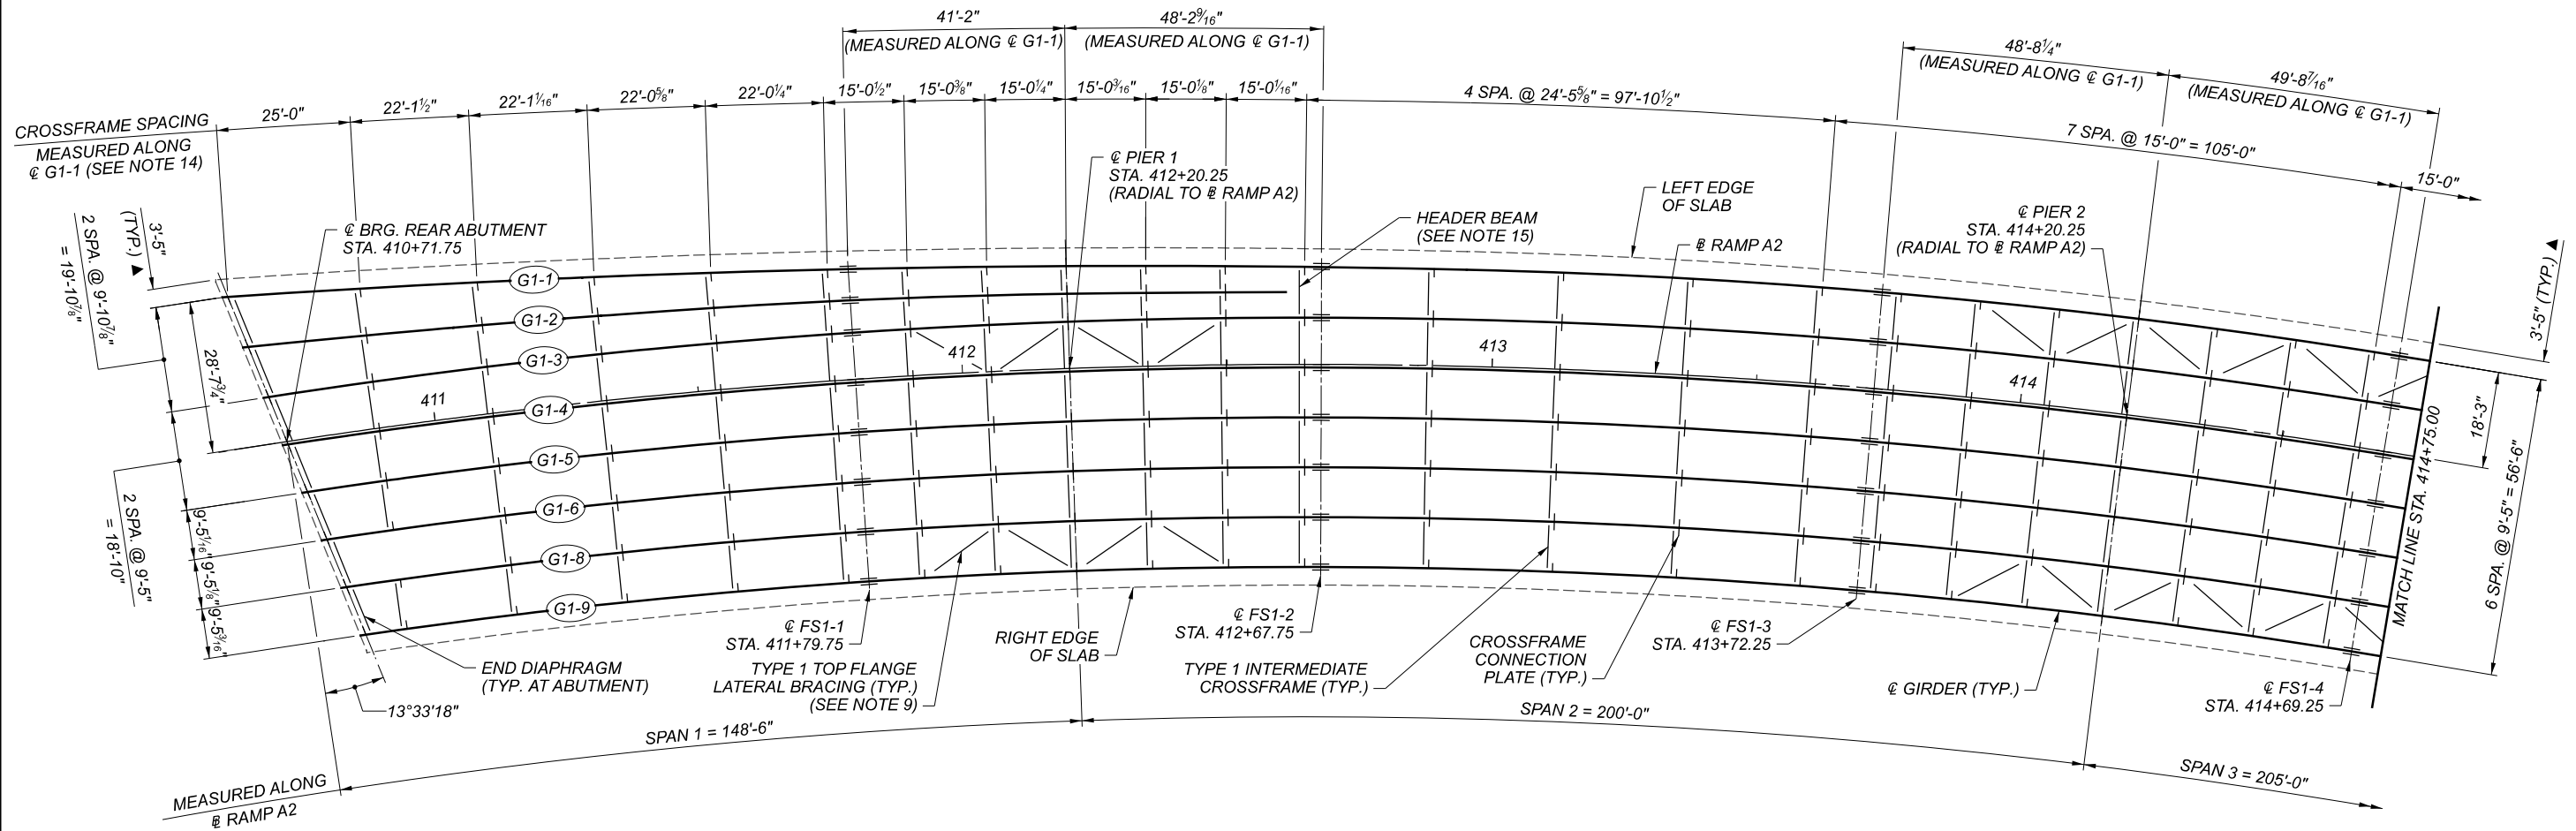 41'-2"
(MEASURED ALONG ℄ G1-1)
48'-2 9/16"
(MEASURED ALONG ℄ G1-1)
48'-8 1/4"
(MEASURED ALONG ℄ G1-1)
49'-8 7/16"
(MEASURED ALONG ℄ G1-1)
CROSSFRAME SPACING
MEASURED ALONG
℄ G1-1 (SEE NOTE 14)
25'-0"
22'-1 1/2"
22'-1 1/16"
22'-0 5/8"
22'-0 1/4"
15'-0 1/2"
15'-0 3/8"
15'-0 1/4"
15'-0 3/16"
15'-0 1/8"
15'-0 1/16"
4 SPA. @ 24'-5 5/8" = 97'-10 1/2"
7 SPA. @ 15'-0" = 105'-0"
15'-0"
℄ PIER 1
STA. 412+20.25
(RADIAL TO ⅊ RAMP A2)
LEFT EDGE
OF SLAB
HEADER BEAM
(SEE NOTE 15)
⅊ RAMP A2
℄ PIER 2
STA. 414+20.25
(RADIAL TO ⅊ RAMP A2)
℄ BRG. REAR ABUTMENT
STA. 410+71.75
3'-5"
(TYP.)
2 SPA. @ 9'-10 7/8"
= 19'-10 7/8"
28'-7 3/4"
2 SPA. @ 9'-5"
= 18'-10"
9'-5 1/16"
9'-5 1/8"
9'-5 3/16"
G1-1
G1-2
G1-3
G1-4
G1-5
G1-6
G1-8
G1-9
411
412
413
414
3'-5" (TYP.)
18'-3"
6 SPA. @ 9'-5" = 56'-6"
MATCH LINE STA. 414+75.00
END DIAPHRAGM
(TYP. AT ABUTMENT)
13°33'18"
℄ FS1-1
STA. 411+79.75
TYPE 1 TOP FLANGE
LATERAL BRACING (TYP.)
(SEE NOTE 9)
RIGHT EDGE
OF SLAB
℄ FS1-2
STA. 412+67.75
TYPE 1 INTERMEDIATE
CROSSFRAME (TYP.)
CROSSFRAME
CONNECTION
PLATE (TYP.)
℄ FS1-3
STA. 413+72.25
℄ GIRDER (TYP.)
℄ FS1-4
STA. 414+69.25
SPAN 1 = 148'-6"
SPAN 2 = 200'-0"
SPAN 3 = 205'-0"
MEASURED ALONG
⅊ RAMP A2